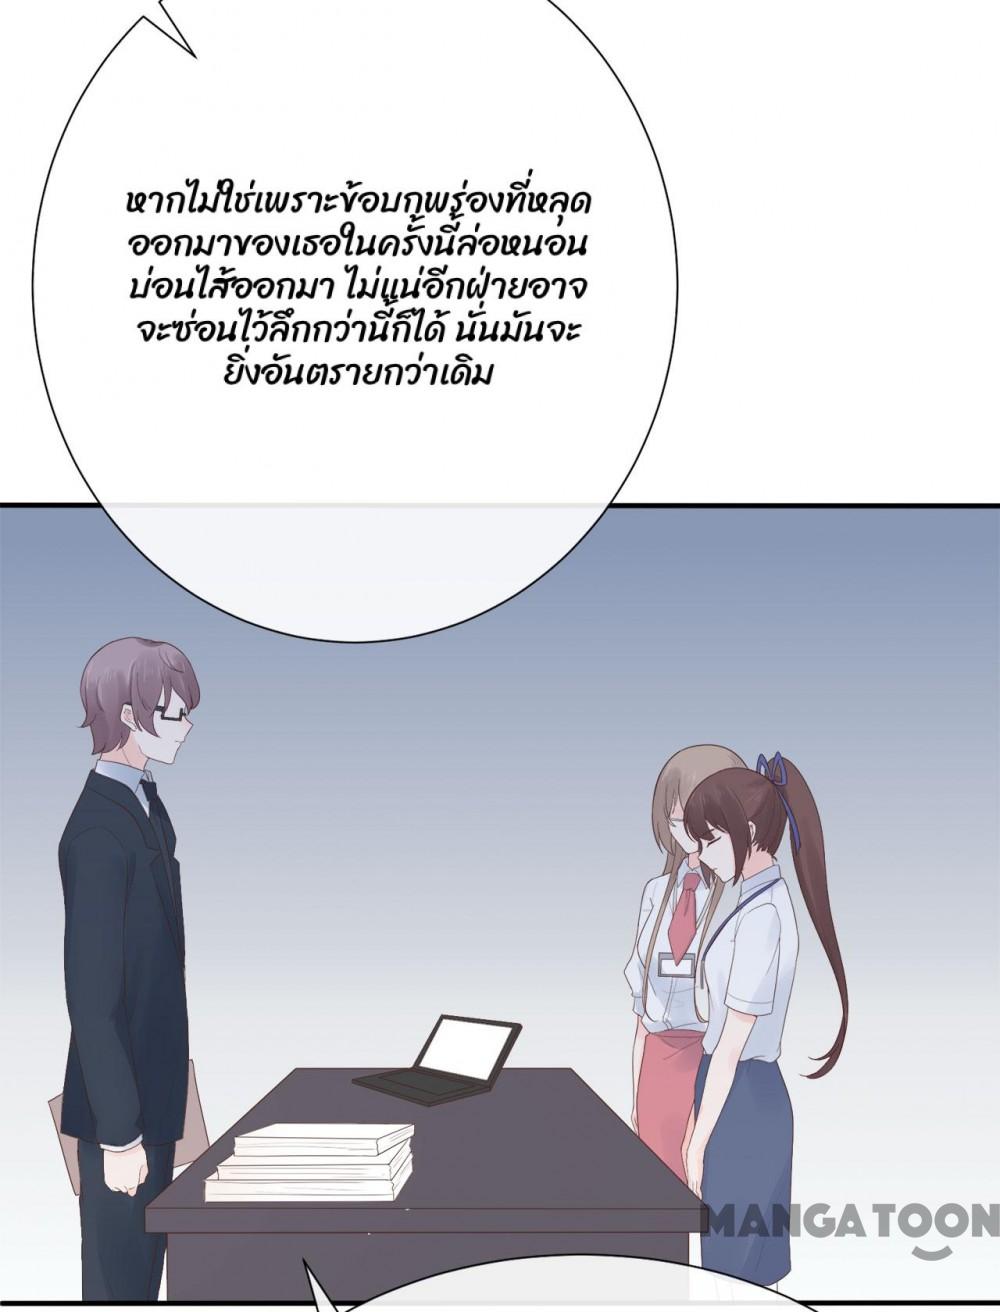 หากไม่ใช่เพราะข้อบกพร่องที่หลุด
ออกมาของเธอในครั้งนี้ล่อหนอน
บ่อนไส้ออกมา ไม่แน่อีกฝ่ายอาจ
จะซ่อนไว้ลึกกว่านี้ก็ได้ นั่นมันจะ
ยิ่งอันตรายกว่าเดิม
MANGATOON